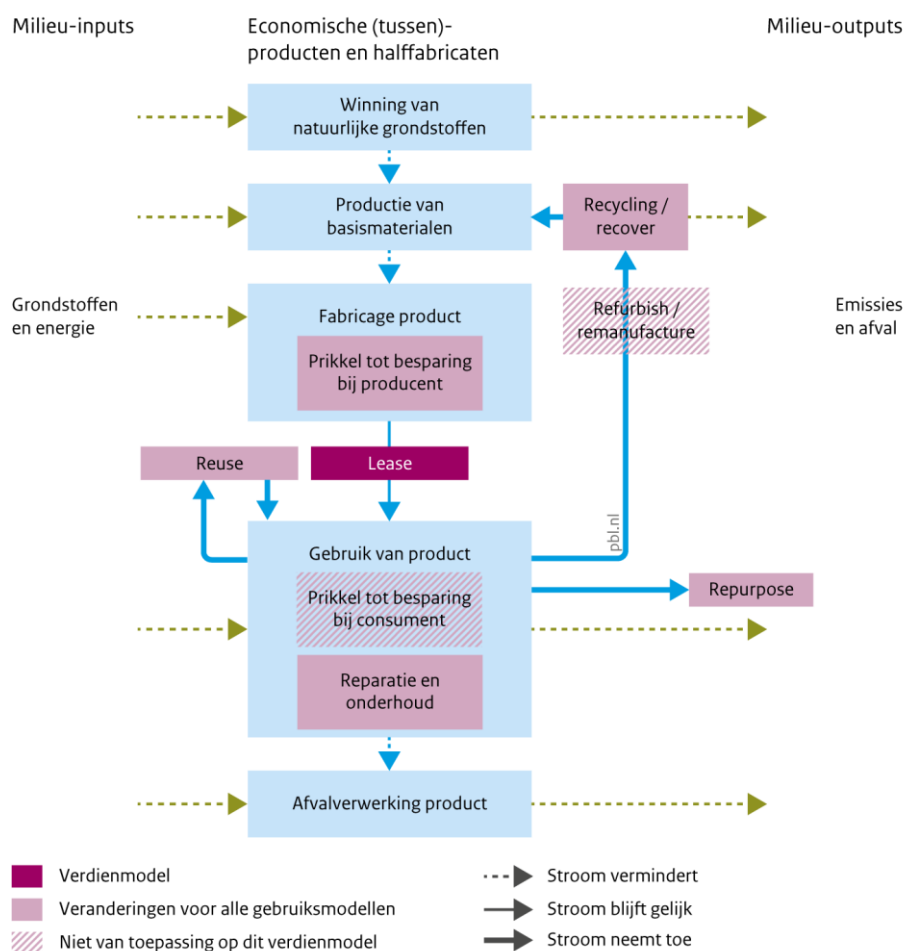 Milieu-inputs
Economische (tussen)-
producten en halffabricaten
Milieu-outputs
Winning van
natuurlijke grondstoffen
Productie van
basismaterialen
Recycling /
recover
Grondstoffen
en energie
Fabricage product
Prikkel tot besparing
bij producent
Refurbish /
remanufacture
Emissies
en afval
Reuse
Lease
pbl.nl
Gebruik van product
Prikkel tot besparing
bij consument
Repurpose
Reparatie en
onderhoud
Afvalverwerking product
Verdienmodel
Veranderingen voor alle gebruiksmodellen
Niet van toepassing op dit verdienmodel
Stroom vermindert
Stroom blijft gelijk
Stroom neemt toe